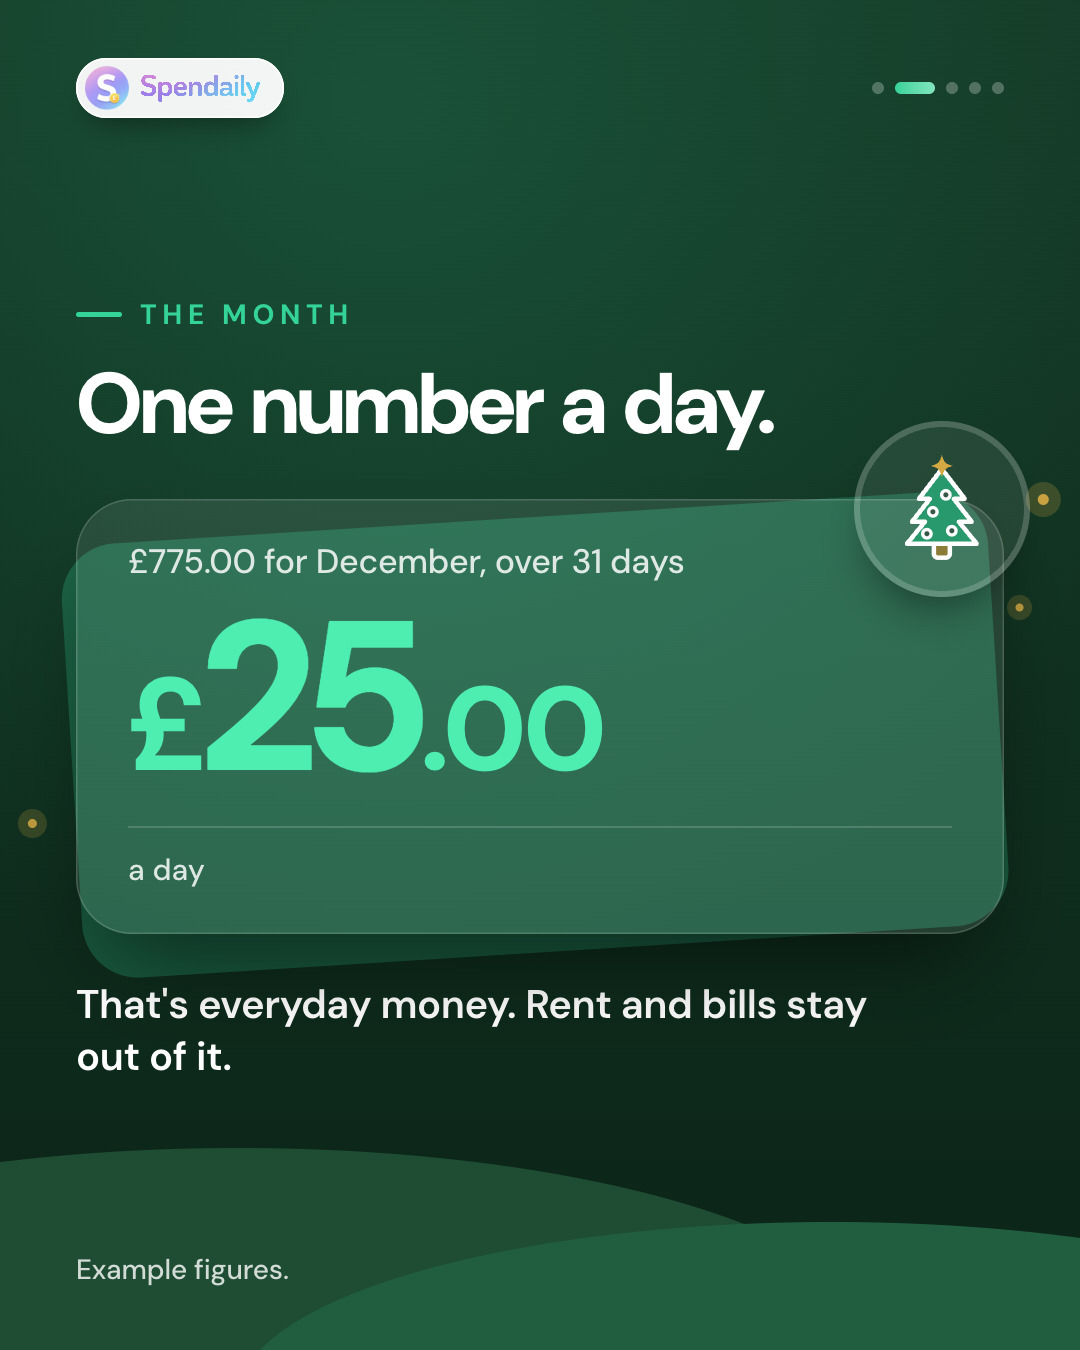 Spendaily
THE MONTH
One number a day.
£775.00 for December, over 31 days
£25.00
a day
That's everyday money. Rent and bills stay
out of it.
Example figures.